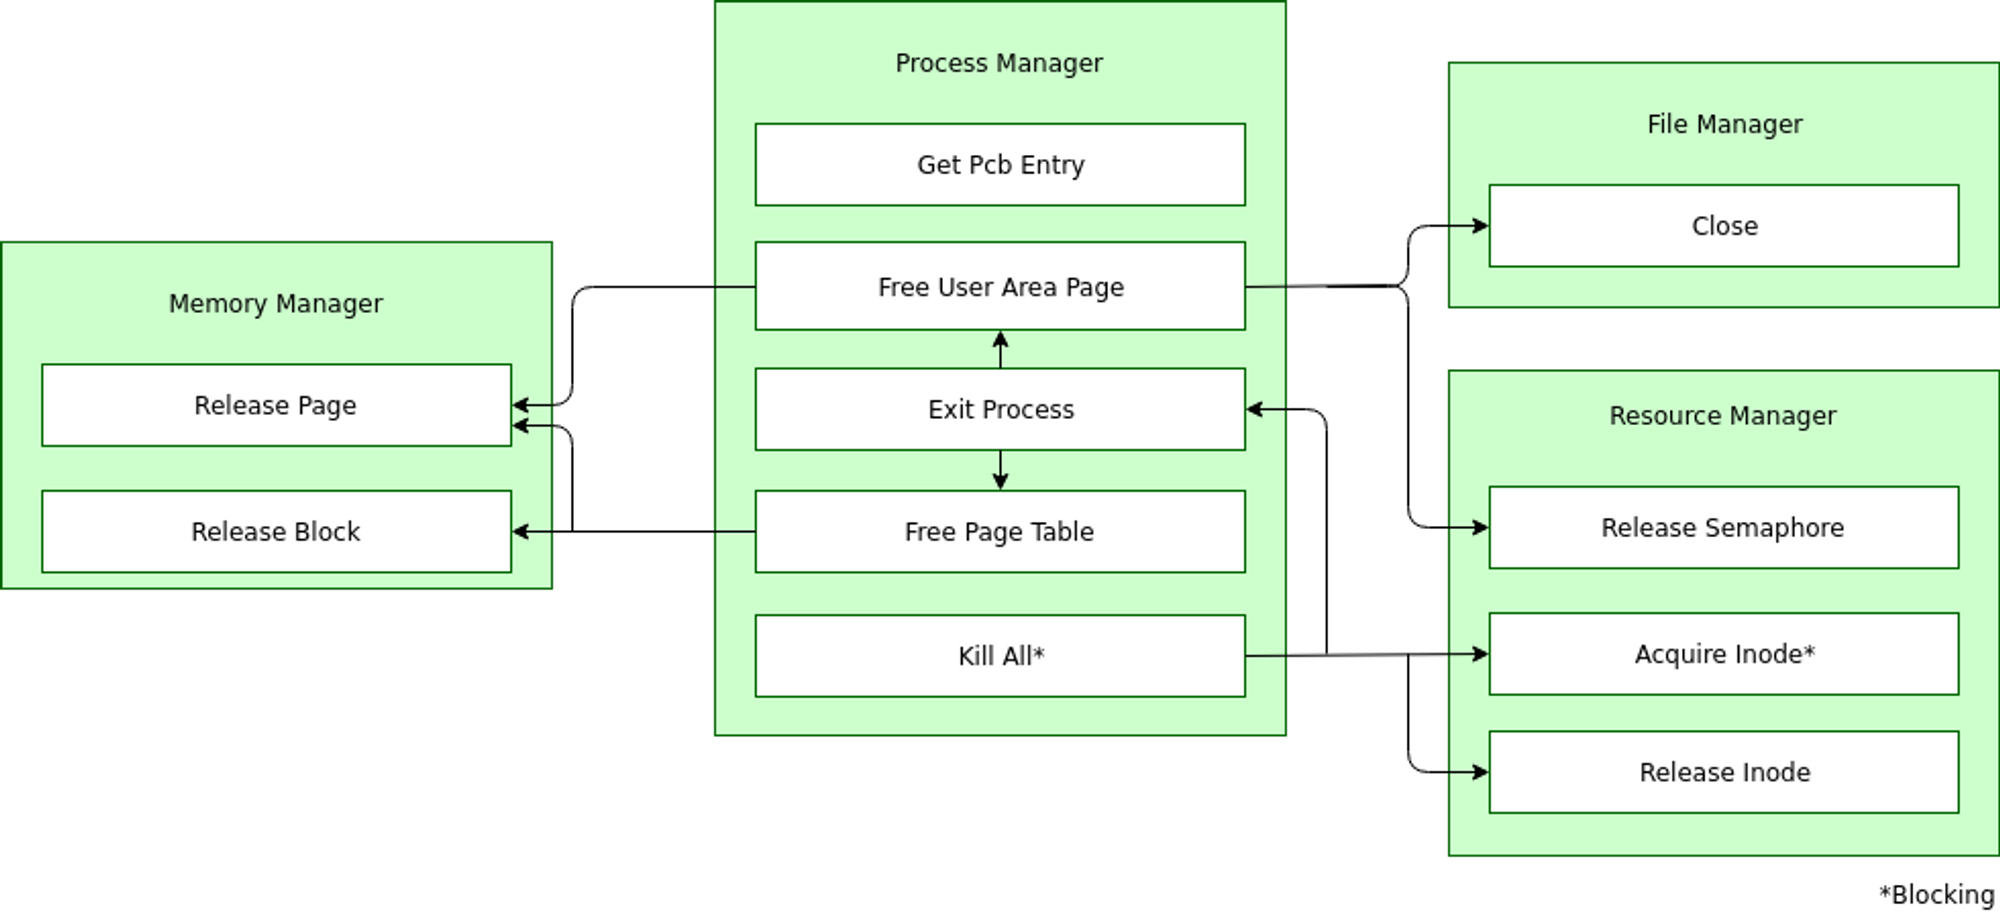 Process Manager
Get Pcb Entry
Free User Area Page
Exit Process
Free Page Table
Kill All*
Memory Manager
Release Page
Release Block
File Manager
Close
Resource Manager
Release Semaphore
Acquire Inode*
Release Inode
*Blocking